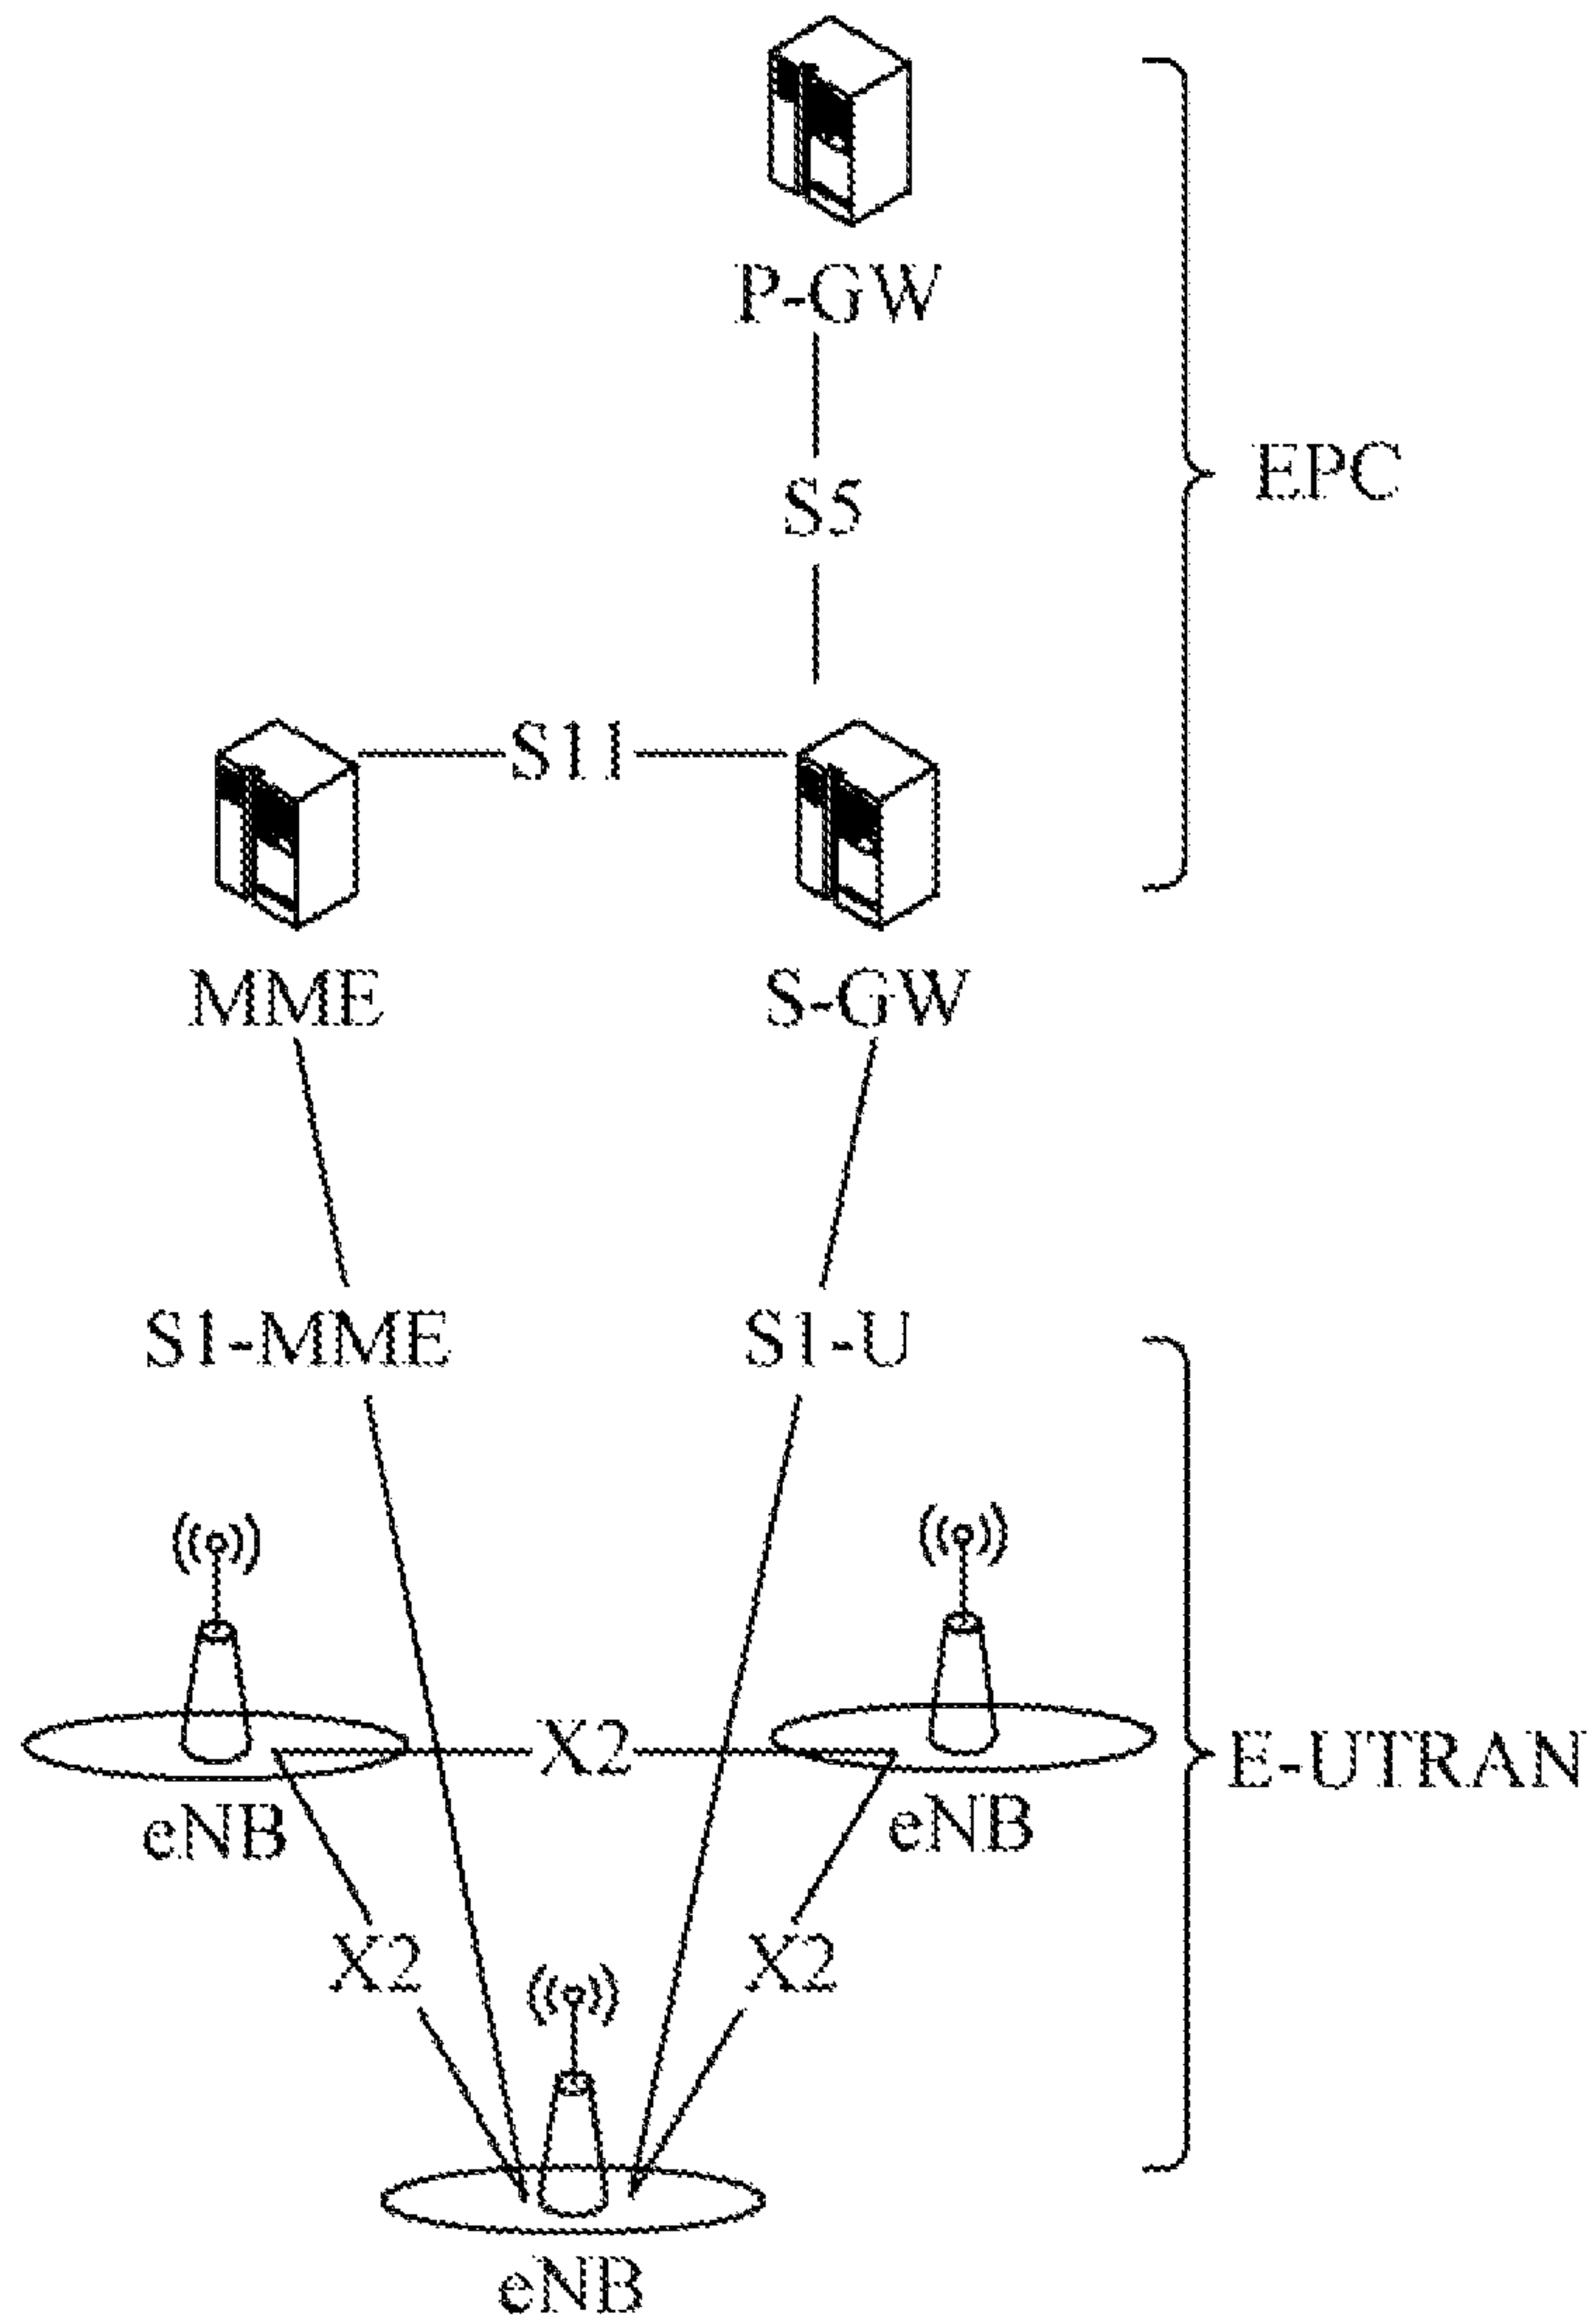 P-GW
EPC
S5
S11
MME
S-GW
S1-MME
S1-U
X2
E-UTRAN
eNB
eNB
X2
X2
eNB